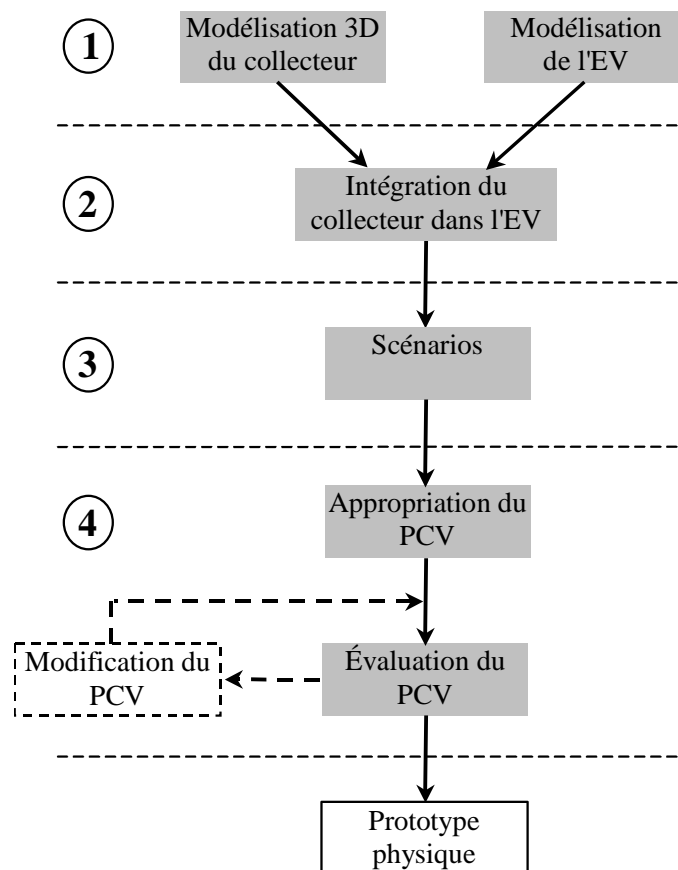 1
Modélisation 3D
du collecteur
Modélisation
de l'EV
2
Intégration du
collecteur dans l'EV
3
Scénarios
4
Appropriation du
PCV
Modification du
PCV
Évaluation du
PCV
Prototype
physique